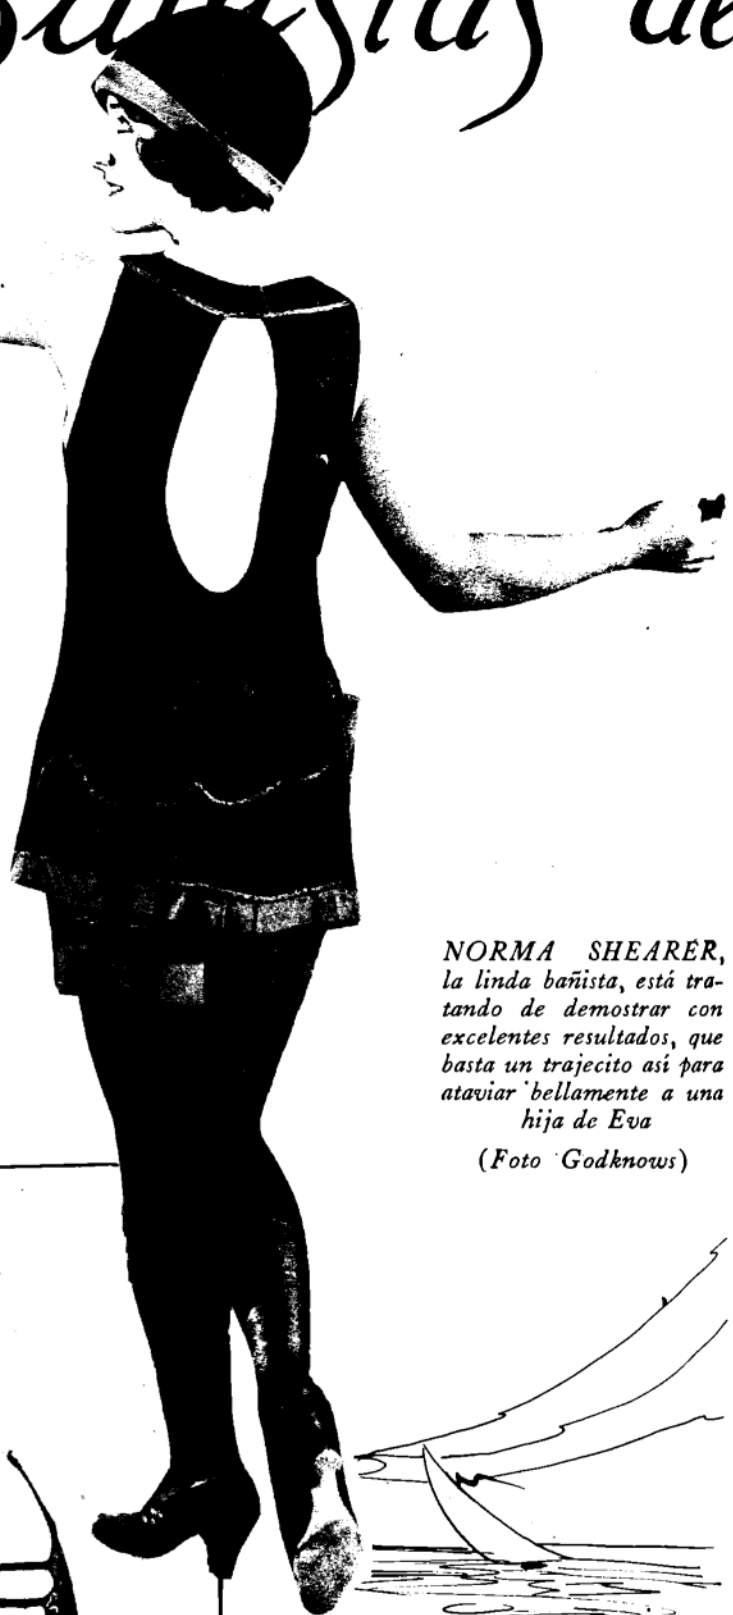 NORMA SHEARER,
la linda bañista, está tra-
tando de demostrar con
excelentes resultados, que
basta un trajecito así para
ataviar bellamente a una
hija de Eva
(Foto Godknows)